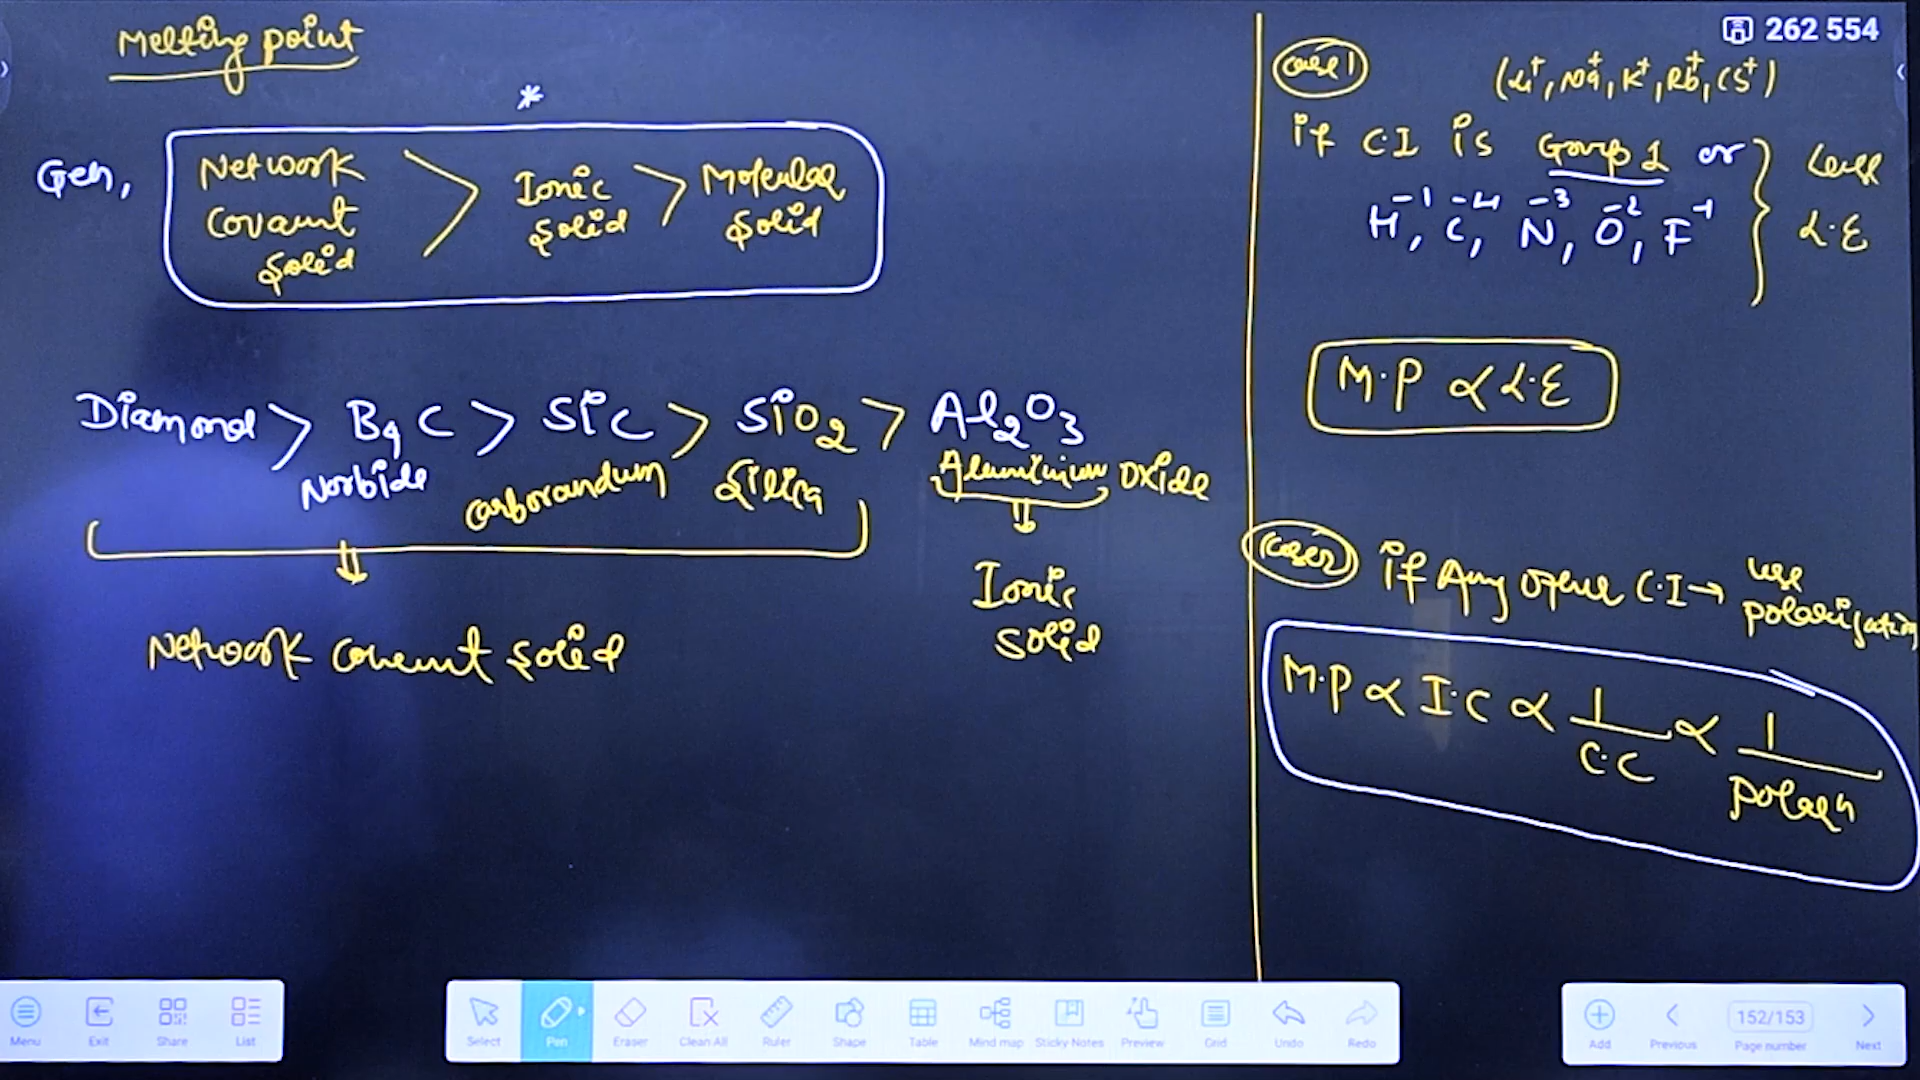 Melting point
*
Gen,
Network Covalent Solid > Ionic Solid > Molecular Solid
Diamond > B4C > SiC > SiO2 > Al2O3
Norbide Carborandum Silica Aluminium Oxide
⇓ ⇓
Network Covalent Solid Ionic Solid
262 554
Case 1
(Li+, Na+, K+, Rb+, Cs+)
if C.I is Group 1 or
H-1, C-4, N-3, O-2, F-1 } use L.E
M.P ∝ L.E
Case 2 if Any other C.I → use polarization
M.P ∝ I.C ∝ 1/C.C ∝ 1/Polarn
Menu Exit Share List
Select Pen Eraser Clean All Ruler Shape Table Mind map Sticky Notes Preview Grid Undo Redo
Add Previous 152/153 Page number Next